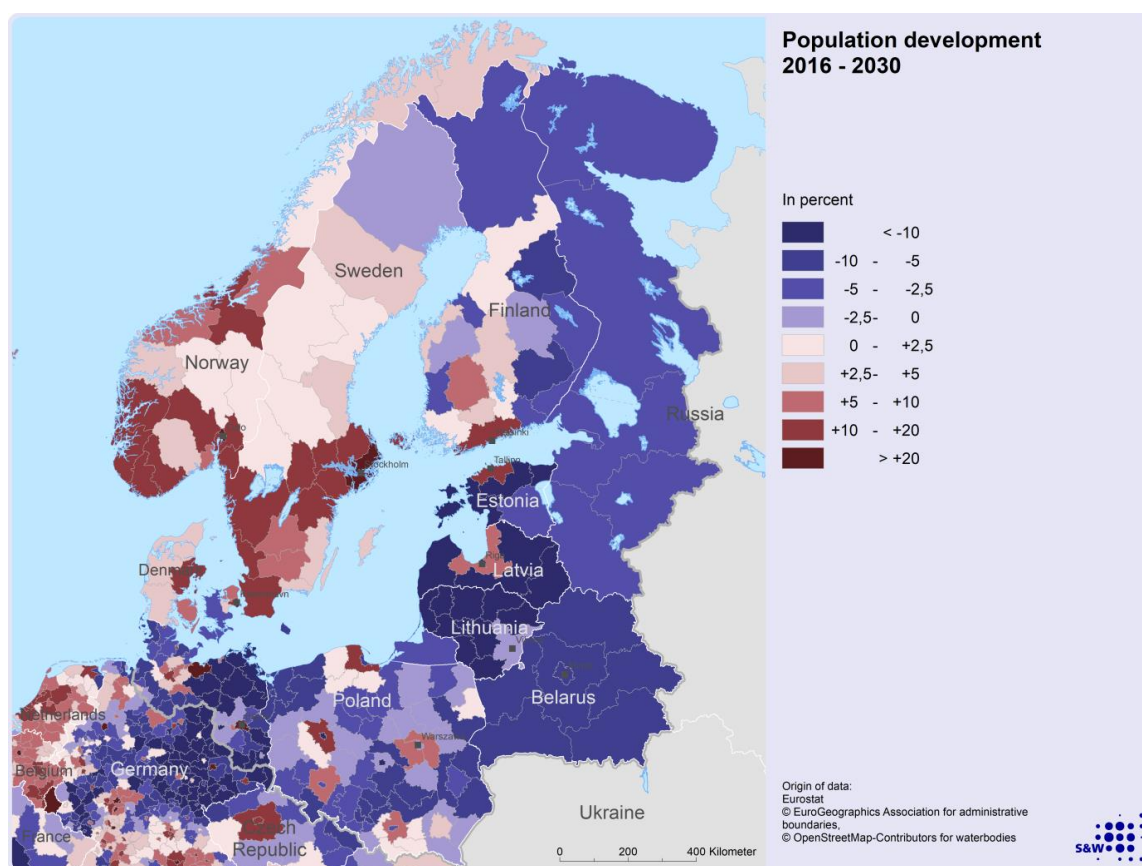 Population development
2016 - 2030
In percent
< -10
-10 - -5
-5 - -2,5
-2,5- 0
0 - +2,5
+2,5- +5
+5 - +10
+10 - +20
> +20
Sweden
Finland
Norway
Russia
Stockholm
Tallinn
Estonia
Riga
Latvia
Lithuania
Belarus
Poland
Warszawa
Netherlands
Belgium
Germany
France
Czech
Republic
Ukraine
0 200 400 Kilometer
Origin of data:
Eurostat
© EuroGeographics Association for administrative
boundaries,
© OpenStreetMap-Contributors for waterbodies
S&W